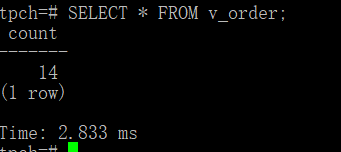 tpch=# SELECT * FROM v_order;
count
-------
14
(1 row)
Time: 2.833 ms
tpch=#